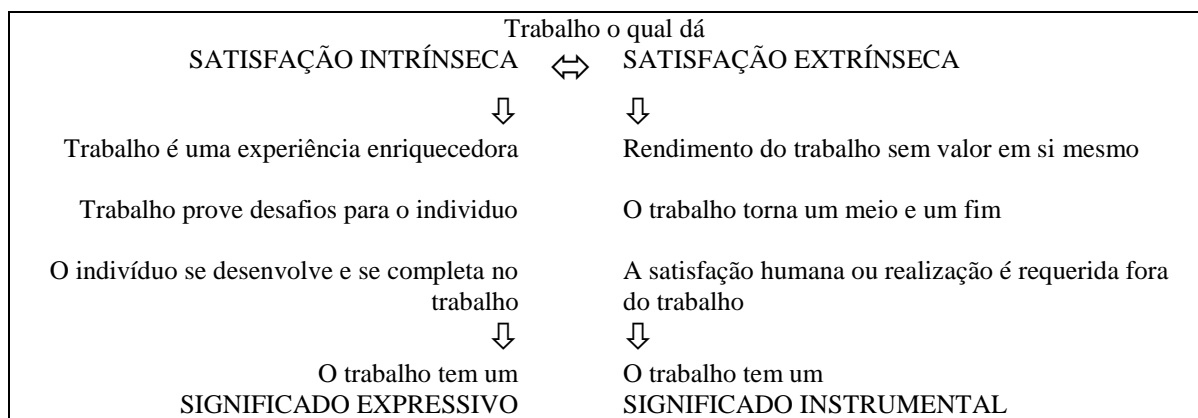 Trabalho o qual dá
SATISFAÇÃO INTRÍNSECA ⇔ SATISFAÇÃO EXTRÍNSECA
⇩ ⇩
Trabalho é uma experiência enriquecedora Rendimento do trabalho sem valor em si mesmo
Trabalho prove desafios para o individuo O trabalho torna um meio e um fim
O indivíduo se desenvolve e se completa no A satisfação humana ou realização é requerida fora
trabalho do trabalho
⇩ ⇩
O trabalho tem um O trabalho tem um
SIGNIFICADO EXPRESSIVO SIGNIFICADO INSTRUMENTAL